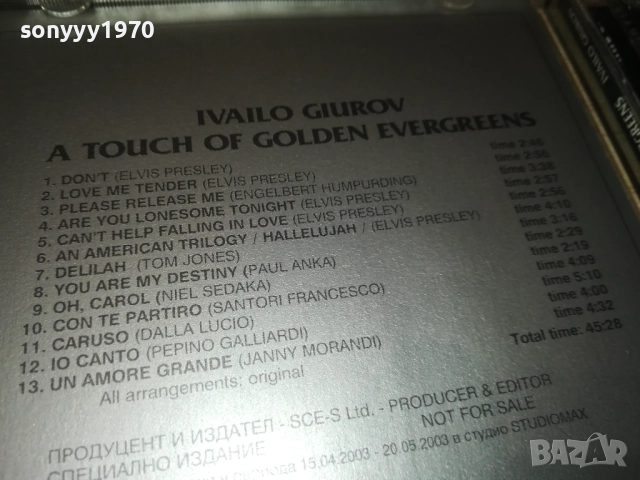 sonyyy1970
IVAILO GIUROV
A TOUCH OF GOLDEN EVERGREENS
1. DON'T (ELVIS PRESLEY) time 2:46
2. LOVE ME TENDER (ELVIS PRESLEY) time 2:56
3. PLEASE RELEASE ME (ENGELBERT HUMPURDING) time 3:38
4. ARE YOU LONESOME TONIGHT (ELVIS PRESLEY) time 2:57
5. CAN'T HELP FALLING IN LOVE (ELVIS PRESLEY) time 2:56
6. AN AMERICAN TRILOGY / HALLELUJAH / (ELVIS PRESLEY) time 4:10
7. DELILAH (TOM JONES) time 3:16
8. YOU ARE MY DESTINY (PAUL ANKA) time 2:29
9. OH, CAROL (NIEL SEDAKA) time 2:19
10. CON TE PARTIRO (SANTORI FRANCESCO) time 4:09
11. CARUSO (DALLA LUCIO) time 5:10
12. IO CANTO (PEPINO GALLIARDI) time 4:00
13. UN AMORE GRANDE (JANNY MORANDI) time 4:32
All arrangements: original Total time: 45:28
ПРОДУЦЕНТ И ИЗДАТЕЛ - SCE-S Ltd. - PRODUCER & EDITOR
СПЕЦИАЛНО ИЗДАНИЕ NOT FOR SALE
в периода 15.04.2003 - 20.05.2003 в студио STUDIOMAX
IVAILO GIUROV
BAZAR